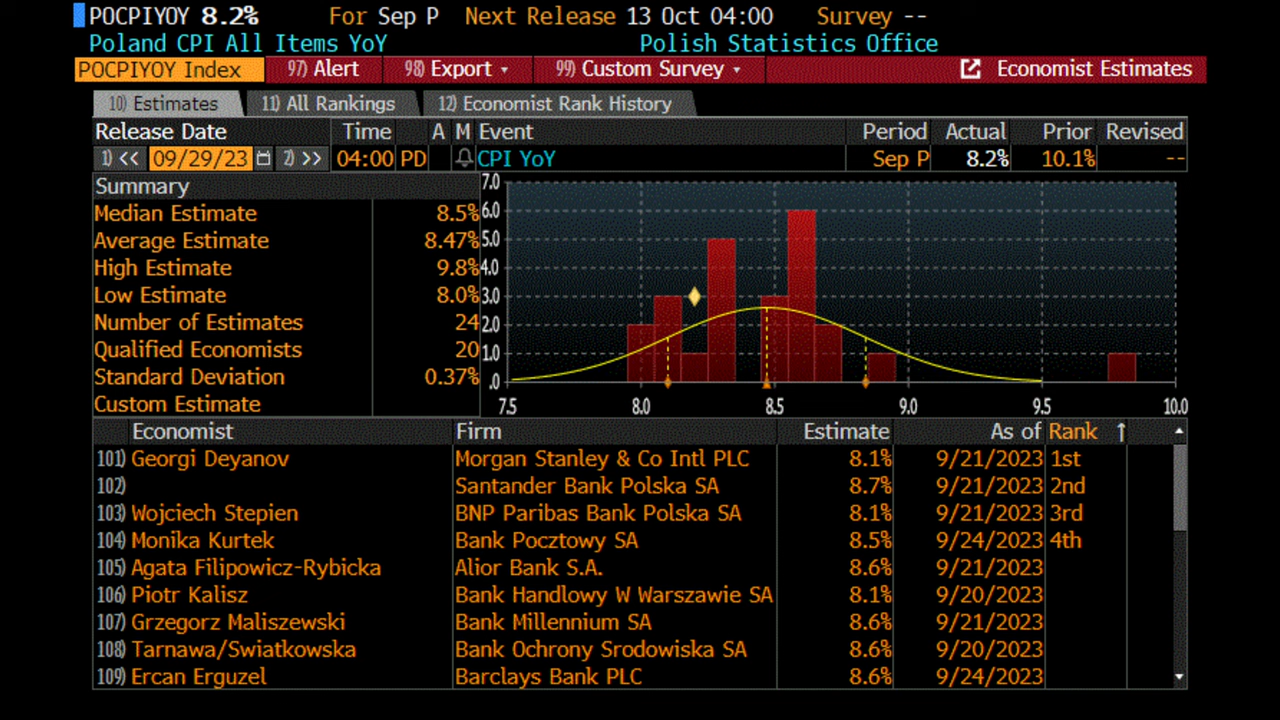 POCPIYOY 8.2% For Sep P Next Release 13 Oct 04:00 Survey --
Poland CPI All Items YoY Polish Statistics Office
POCPIYOY Index 97) Alert 98) Export 99) Custom Survey Economist Estimates
10) Estimates 11) All Rankings 12) Economist Rank History
Release Date Time A M Event Period Actual Prior Revised
1) << 09/29/23 2) >> 04:00 PD CPI YoY Sep P 8.2% 10.1% --
Summary
Median Estimate 8.5%
Average Estimate 8.47%
High Estimate 9.8%
Low Estimate 8.0%
Number of Estimates 24
Qualified Economists 20
Standard Deviation 0.37%
Custom Estimate
7.0
6.0
5.0
4.0
3.0
2.0
1.0
.0
7.5 8.0 8.5 9.0 9.5 10.0
Economist Firm Estimate As of Rank ↑
101) Georgi Deyanov Morgan Stanley & Co Intl PLC 8.1% 9/21/2023 1st
102) Santander Bank Polska SA 8.7% 9/21/2023 2nd
103) Wojciech Stepien BNP Paribas Bank Polska SA 8.1% 9/21/2023 3rd
104) Monika Kurtek Bank Pocztowy SA 8.5% 9/24/2023 4th
105) Agata Filipowicz-Rybicka Alior Bank S.A. 8.6% 9/21/2023
106) Piotr Kalisz Bank Handlowy W Warszawie SA 8.1% 9/20/2023
107) Grzegorz Maliszewski Bank Millennium SA 8.6% 9/21/2023
108) Tarnawa/Swiatkowska Bank Ochrony Srodowiska SA 8.6% 9/20/2023
109) Ercan Erguzel Barclays Bank PLC 8.6% 9/24/2023